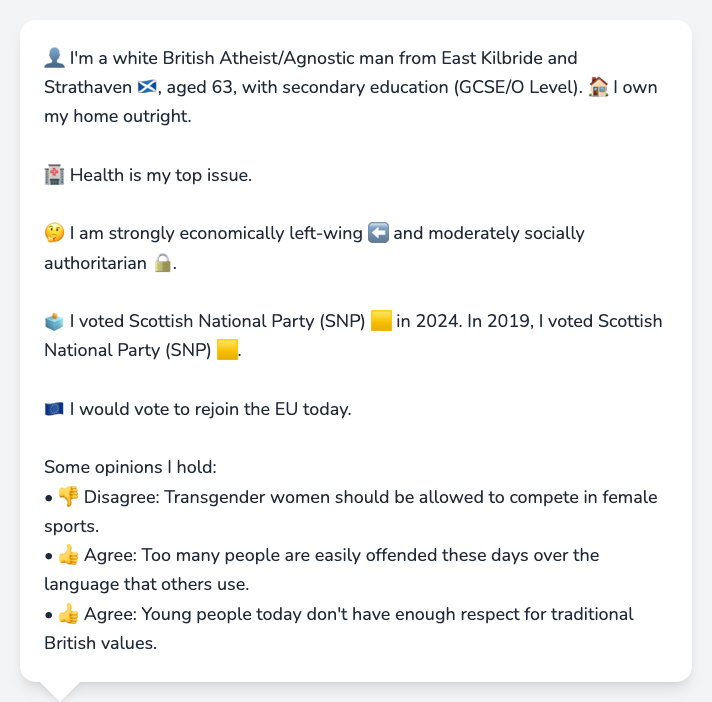 👤 I'm a white British Atheist/Agnostic man from East Kilbride and
Strathaven 🏴󠁧󠁢󠁳󠁣󠁴󠁿, aged 63, with secondary education (GCSE/O Level). 🏠 I own
my home outright.
🏥 Health is my top issue.
🤔 I am strongly economically left-wing ⬅️ and moderately socially
authoritarian 🔒.
🗳️ I voted Scottish National Party (SNP) 🟨 in 2024. In 2019, I voted Scottish
National Party (SNP) 🟨.
🇪🇺 I would vote to rejoin the EU today.
Some opinions I hold:
• 👎 Disagree: Transgender women should be allowed to compete in female
sports.
• 👍 Agree: Too many people are easily offended these days over the
language that others use.
• 👍 Agree: Young people today don't have enough respect for traditional
British values.